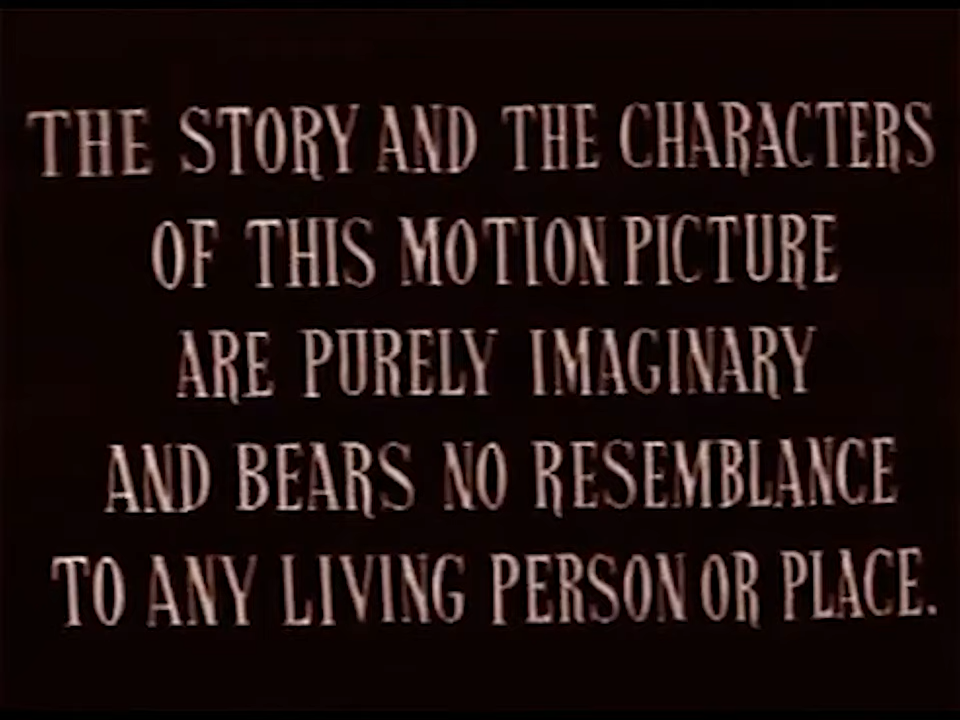 THE STORY AND THE CHARACTERS
OF THIS MOTION PICTURE
ARE PURELY IMAGINARY
AND BEARS NO RESEMBLANCE
TO ANY LIVING PERSON OR PLACE.